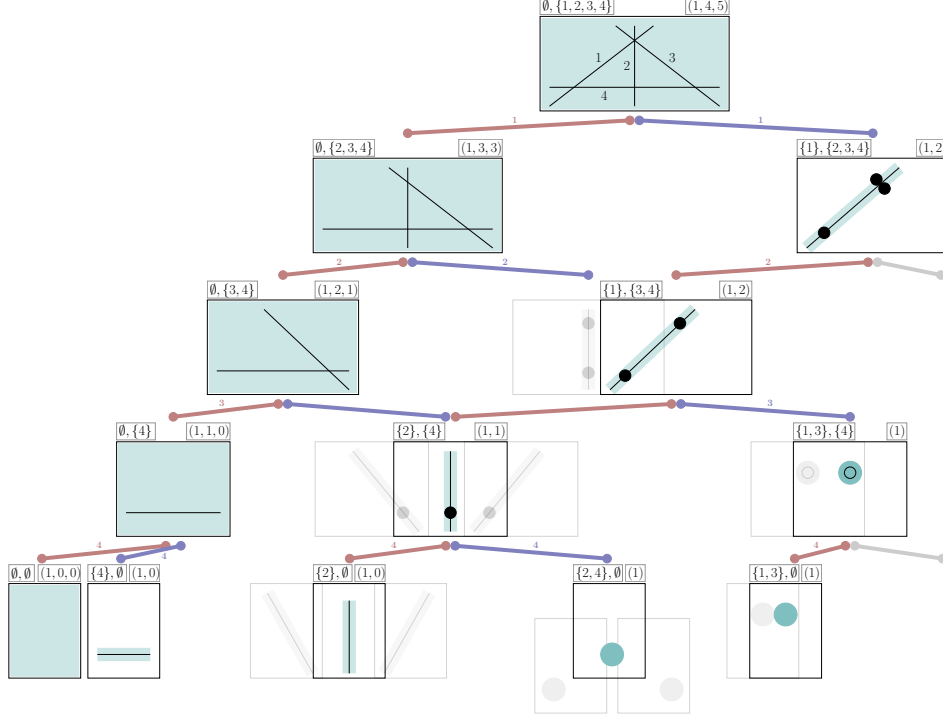 ∅, {1, 2, 3, 4} (1, 4, 5)
1 3
2
4
1 1
∅, {2, 3, 4} (1, 3, 3) {1}, {2, 3, 4} (1, 2
2 2 2
∅, {3, 4} (1, 2, 1) {1}, {3, 4} (1, 2)
3 3
∅, {4} (1, 1, 0) {2}, {4} (1, 1) {1, 3}, {4} (1)
4 4 4 4 4
∅, ∅ (1, 0, 0) {4}, ∅ (1, 0) {2}, ∅ (1, 0) {2, 4}, ∅ (1) {1, 3}, ∅ (1)